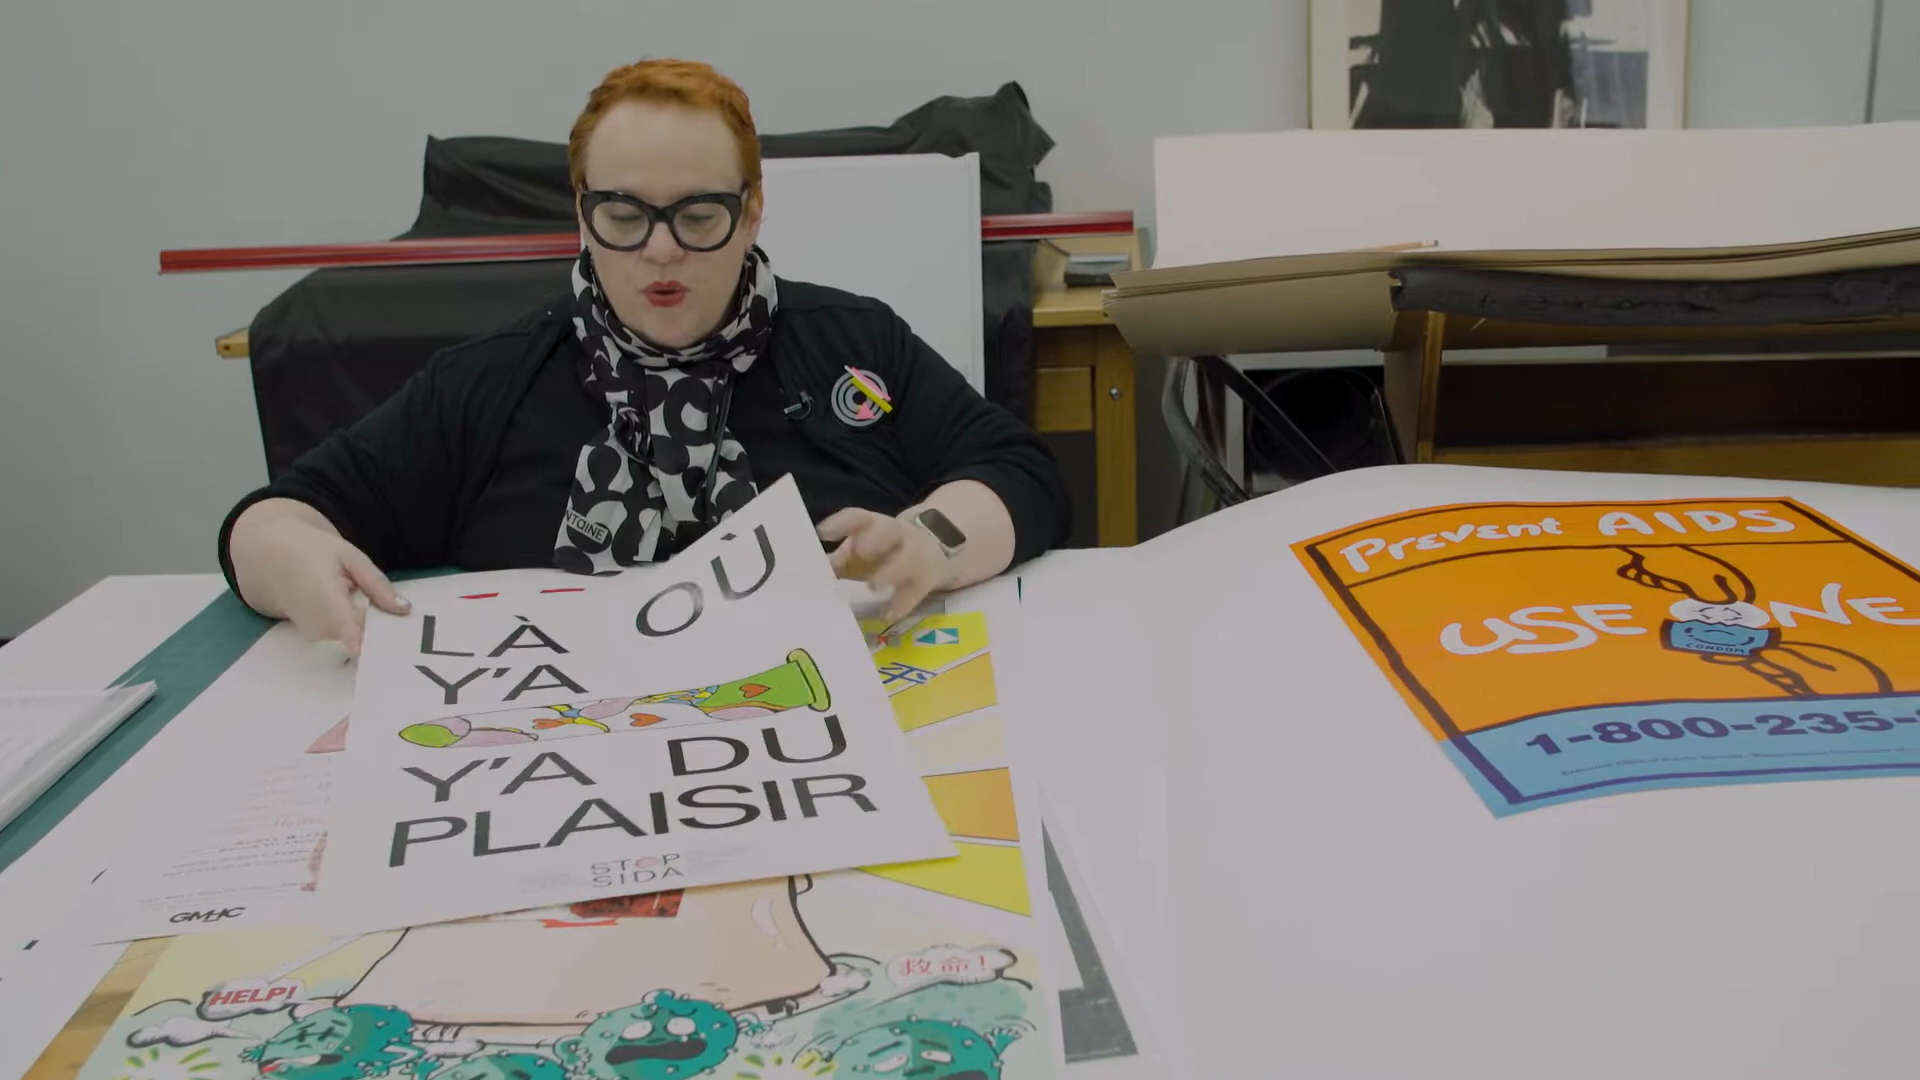 LÀ OÙ
Y'A
Y'A DU
PLAISIR
STOP
SIDA
GMHC
HELP!
救命!
Prevent AIDS
USE ONE
CONDOM
1-800-235-